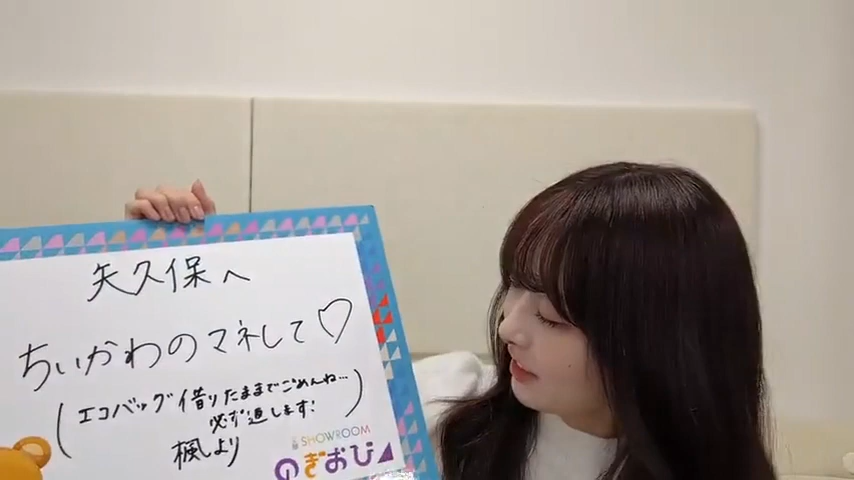 矢久保へ
ちいかわのマネして♡
(エコバッグ借りたままでごめんね…
必ず返します!)
楓より
SHOWROOM
のぎおび